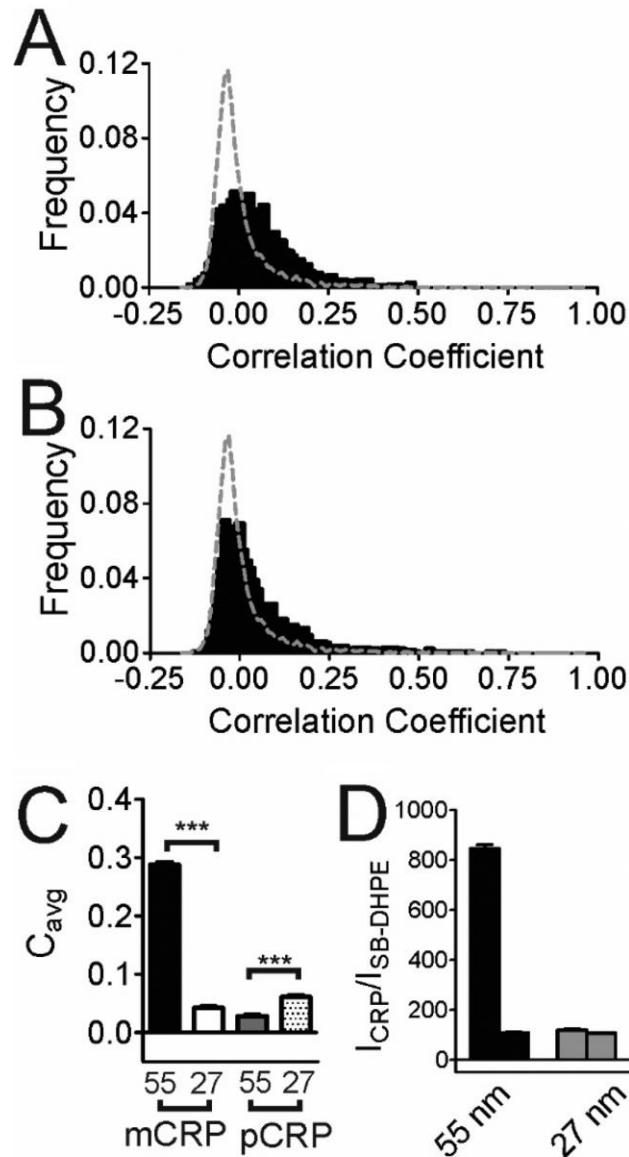 A
Frequency
0.12
0.08
0.04
0.00
-0.25 0.00 0.25 0.50 0.75 1.00
Correlation Coefficient
B
Frequency
0.12
0.08
0.04
0.00
-0.25 0.00 0.25 0.50 0.75 1.00
Correlation Coefficient
C
Cavg
0.4
0.3
0.2
0.1
0.0
***
***
55 27 55 27
mCRP pCRP
D
ICRP/ISB-DHPE
1000
800
600
400
200
0
55 nm 27 nm